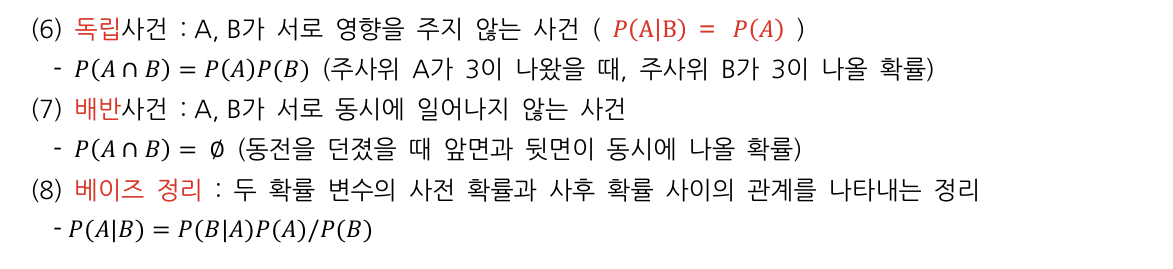 (6) 독립사건 : A, B가 서로 영향을 주지 않는 사건 ( P(A|B) = P(A) )
- P(A ∩ B) = P(A)P(B) (주사위 A가 3이 나왔을 때, 주사위 B가 3이 나올 확률)
(7) 배반사건 : A, B가 서로 동시에 일어나지 않는 사건
- P(A ∩ B) = ∅ (동전을 던졌을 때 앞면과 뒷면이 동시에 나올 확률)
(8) 베이즈 정리 : 두 확률 변수의 사전 확률과 사후 확률 사이의 관계를 나타내는 정리
- P(A|B) = P(B|A)P(A)/P(B)